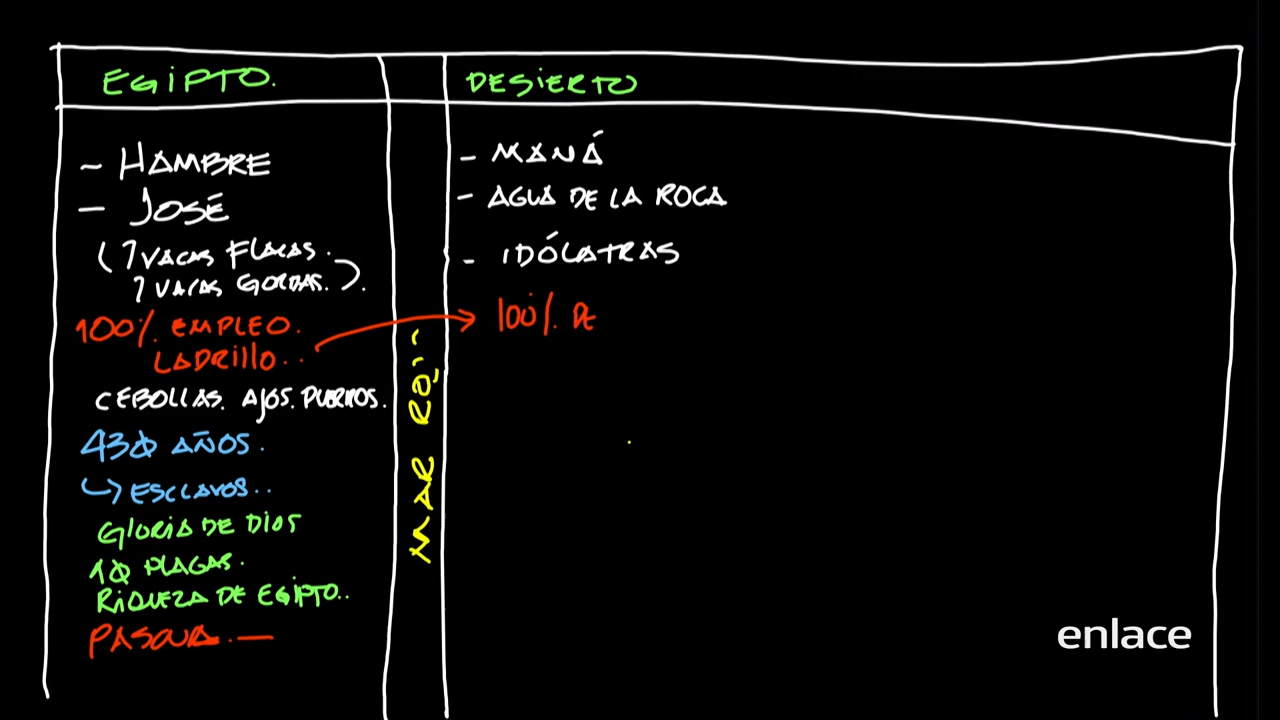 EGIPTO.
- HAMBRE
- JOSÉ
(7 VACAS FLACAS.
7 VACAS GORDAS.).
100% EMPLEO.
LADRILLO..
CEBOLLAS. AJOS. PUERROS.
430 AÑOS.
↳ ESCLAVOS..
GLORIA DE DIOS
10 PLAGAS.
RIQUEZA DE EGIPTO..
PASCUA.—
MAR ROJO
DESIERTO
- MANÁ
- AGUA DE LA ROCA
- IDÓLATRAS
100% DE
enlace